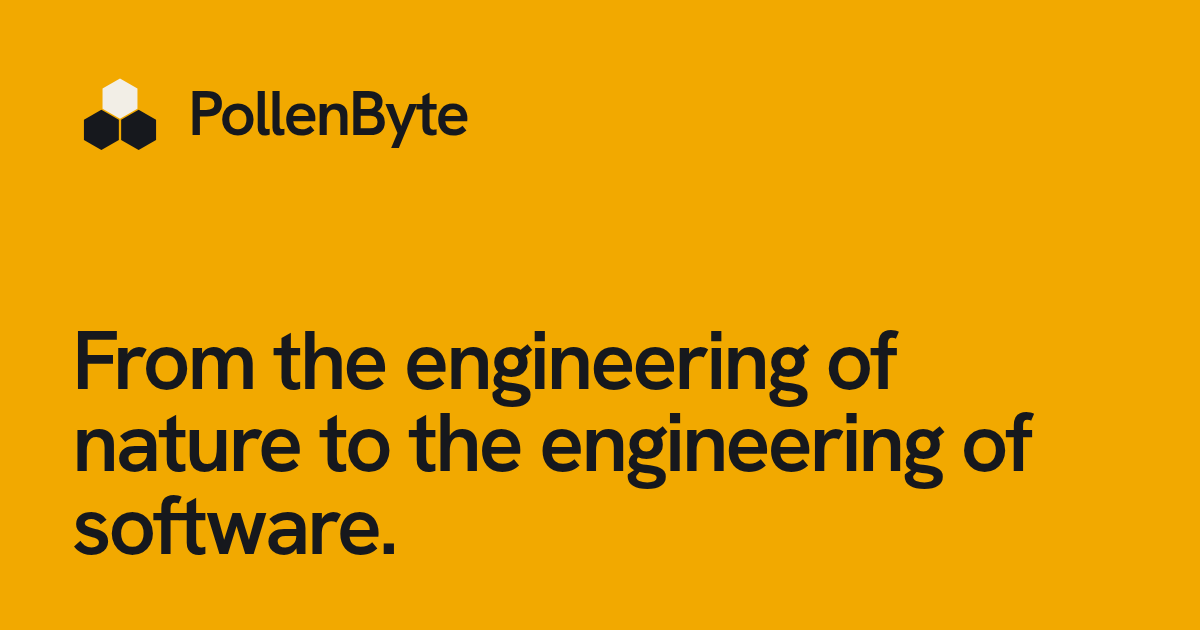 PollenByte
From the engineering of
nature to the engineering of
software.